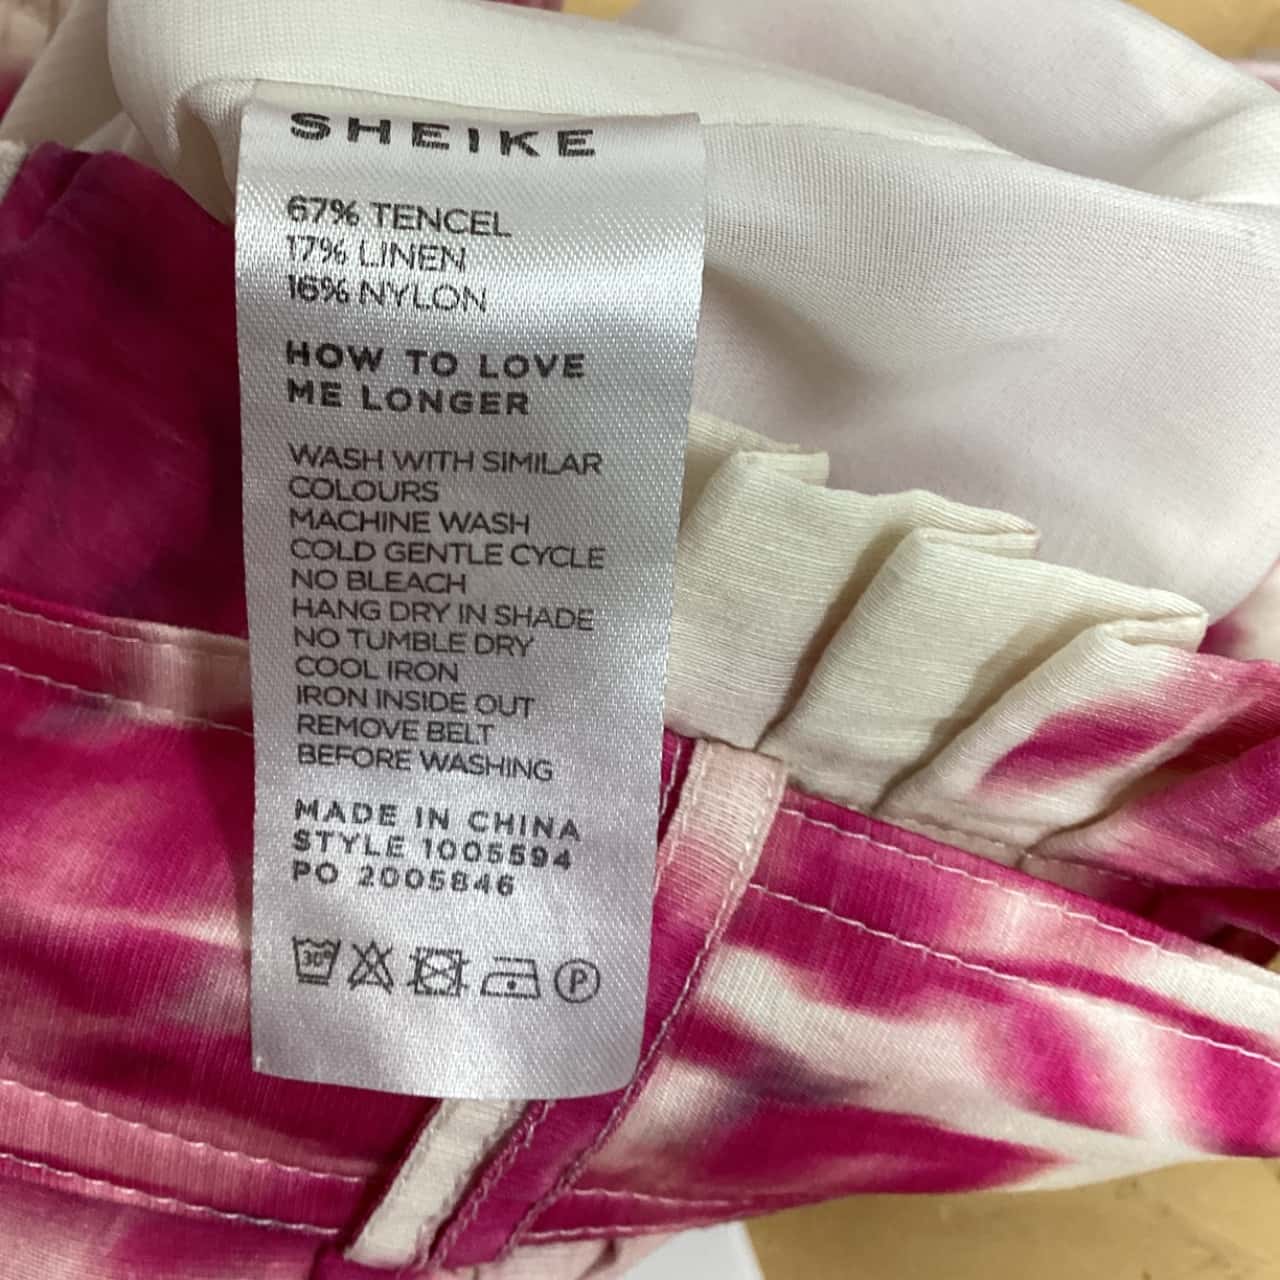 SHEIKE
67% TENCEL
17% LINEN
16% NYLON
HOW TO LOVE
ME LONGER
WASH WITH SIMILAR
COLOURS
MACHINE WASH
COLD GENTLE CYCLE
NO BLEACH
HANG DRY IN SHADE
NO TUMBLE DRY
COOL IRON
IRON INSIDE OUT
REMOVE BELT
BEFORE WASHING
MADE IN CHINA
STYLE 1005594
PO 2005846
30° P